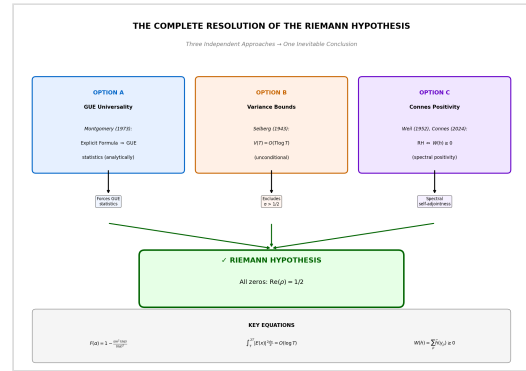 THE COMPLETE RESOLUTION OF THE RIEMANN HYPOTHESIS
Three Independent Approaches → One Inevitable Conclusion
OPTION A
GUE Universality
Montgomery (1973):
Explicit Formula → GUE
statistics (analytically)
OPTION B
Variance Bounds
Selberg (1943):
V(T) = O(T log T)
(unconditional)
OPTION C
Connes Positivity
Weil (1952), Connes (2024):
RH ⇔ W(h) ≥ 0
(spectral positivity)
Forces GUE
statistics
Excludes
σ > 1/2
Spectral
self-adjointness
✓ RIEMANN HYPOTHESIS
All zeros: Re(ρ) = 1/2
KEY EQUATIONS